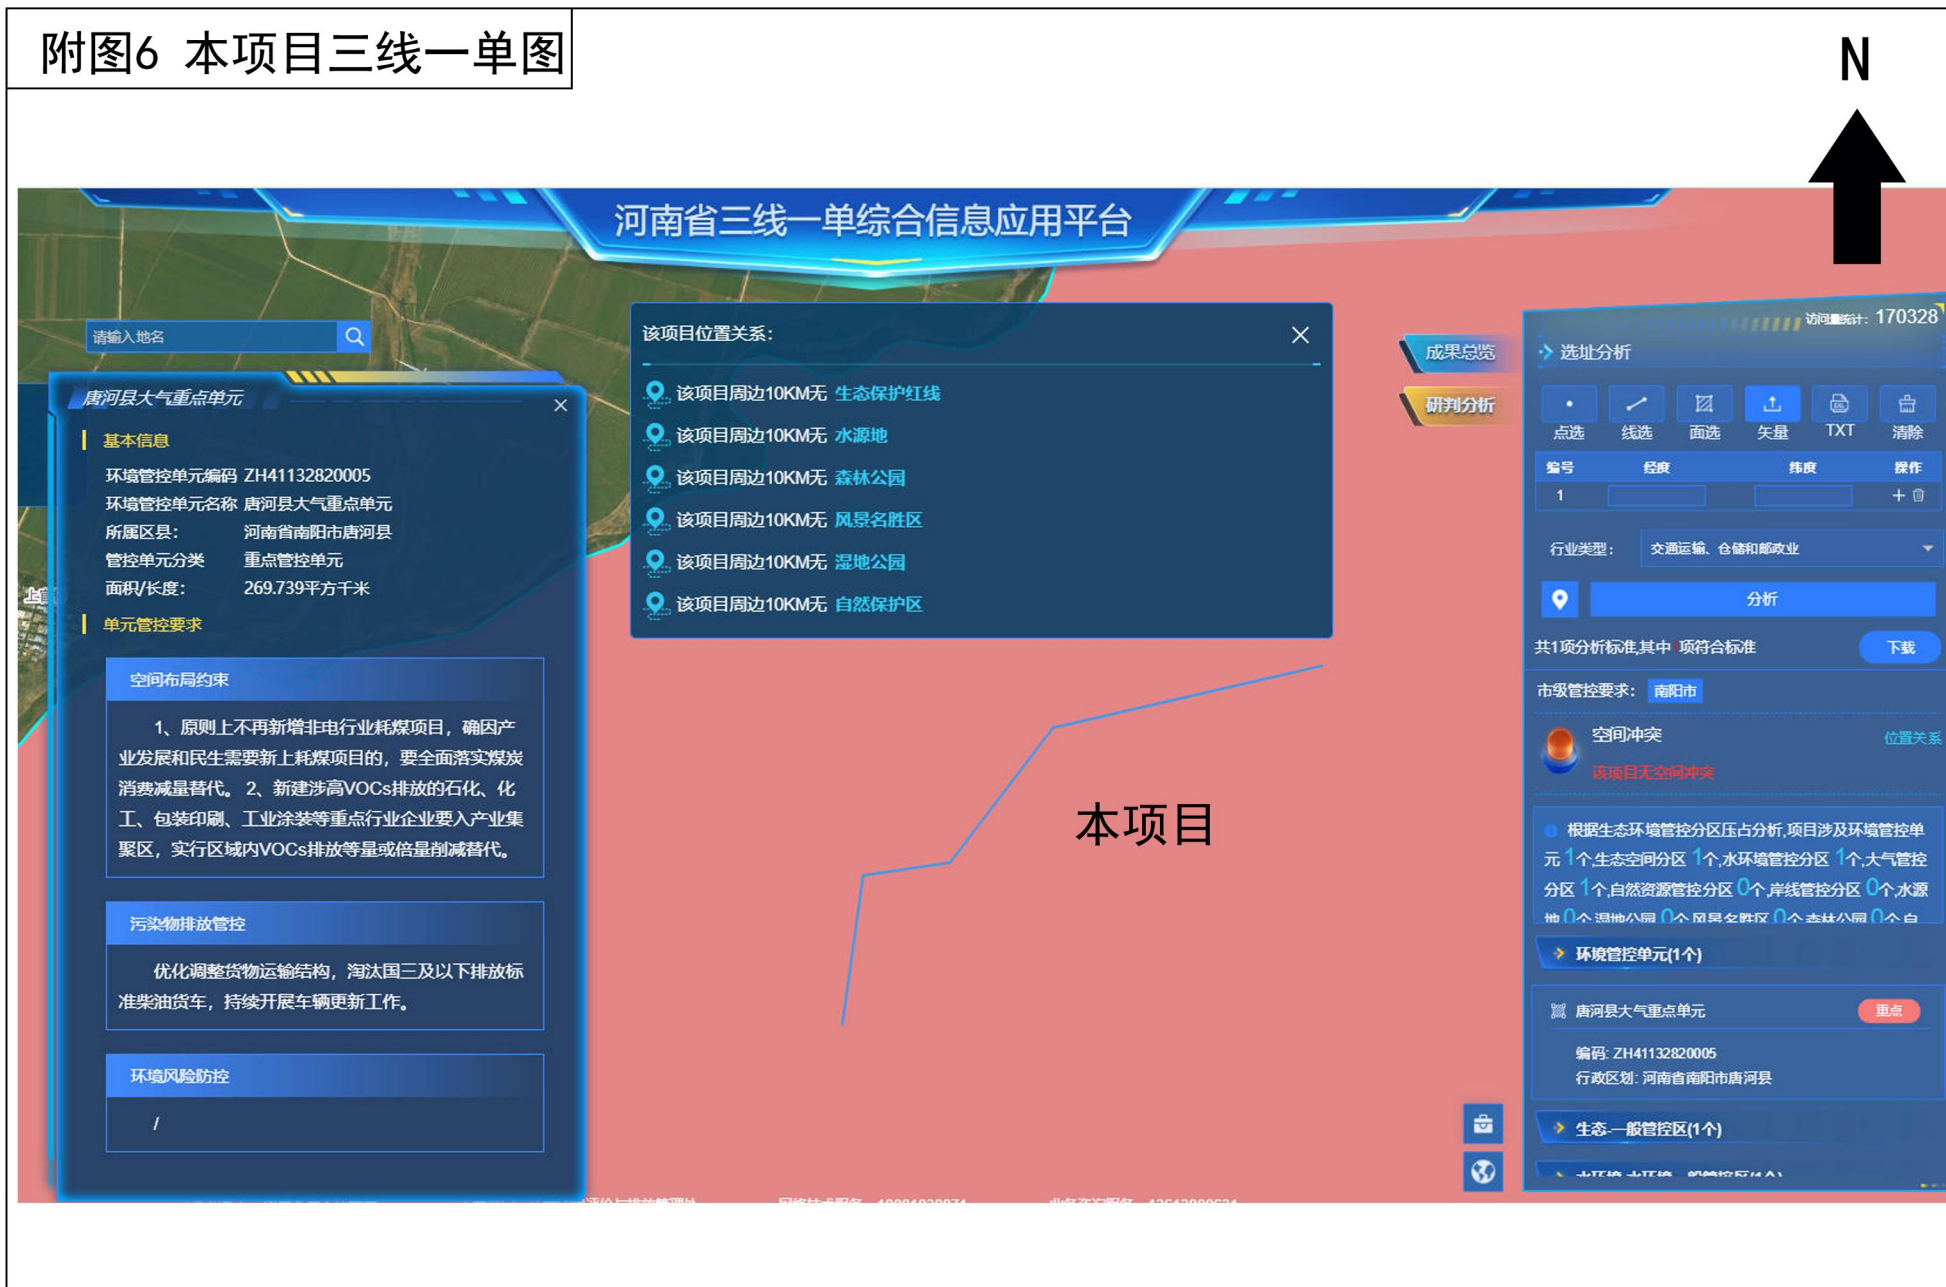 附图6 本项目三线一单图
N
河南省三线一单综合信息应用平台
请输入地名
唐河县大气重点单元
基本信息
环境管控单元编码 ZH41132820005
环境管控单元名称 唐河县大气重点单元
所属区县： 河南省南阳市唐河县
管控单元分类 重点管控单元
面积/长度： 269.739平方千米
单元管控要求
空间布局约束
1、原则上不再新增非电行业耗煤项目，确因产
业发展和民生需要新上耗煤项目的，要全面落实煤炭
消费减量替代。 2、新建涉高VOCs排放的石化、化
工、包装印刷、工业涂装等重点行业企业要入产业集
聚区，实行区域内VOCs排放等量或倍量削减替代。
污染物排放管控
优化调整货物运输结构，淘汰国三及以下排放标
准柴油货车，持续开展车辆更新工作。
环境风险防控
/
该项目位置关系：
该项目周边10KM无 生态保护红线
该项目周边10KM无 水源地
该项目周边10KM无 森林公园
该项目周边10KM无 风景名胜区
该项目周边10KM无 湿地公园
该项目周边10KM无 自然保护区
本项目
成果总览
研判分析
访问量统计： 170328
选址分析
点选 线选 面选 矢量 TXT 清除
编号 经度 纬度 操作
1
行业类型： 交通运输、仓储和邮政业
分析
共1项分析标准,其中1项符合标准
下载
市级管控要求： 南阳市
空间冲突
位置关系
该项目无空间冲突
根据生态环境管控分区压占分析,项目涉及环境管控单
元 1个,生态空间分区 1个,水环境管控分区 1个,大气管控
分区 1个,自然资源管控分区 0个,岸线管控分区 0个,水源
地 0个,湿地公园 0个,风景名胜区 0个,森林公园 0个,自
环境管控单元(1个)
唐河县大气重点单元
重点
编码: ZH41132820005
行政区划: 河南省南阳市唐河县
生态-一般管控区(1个)